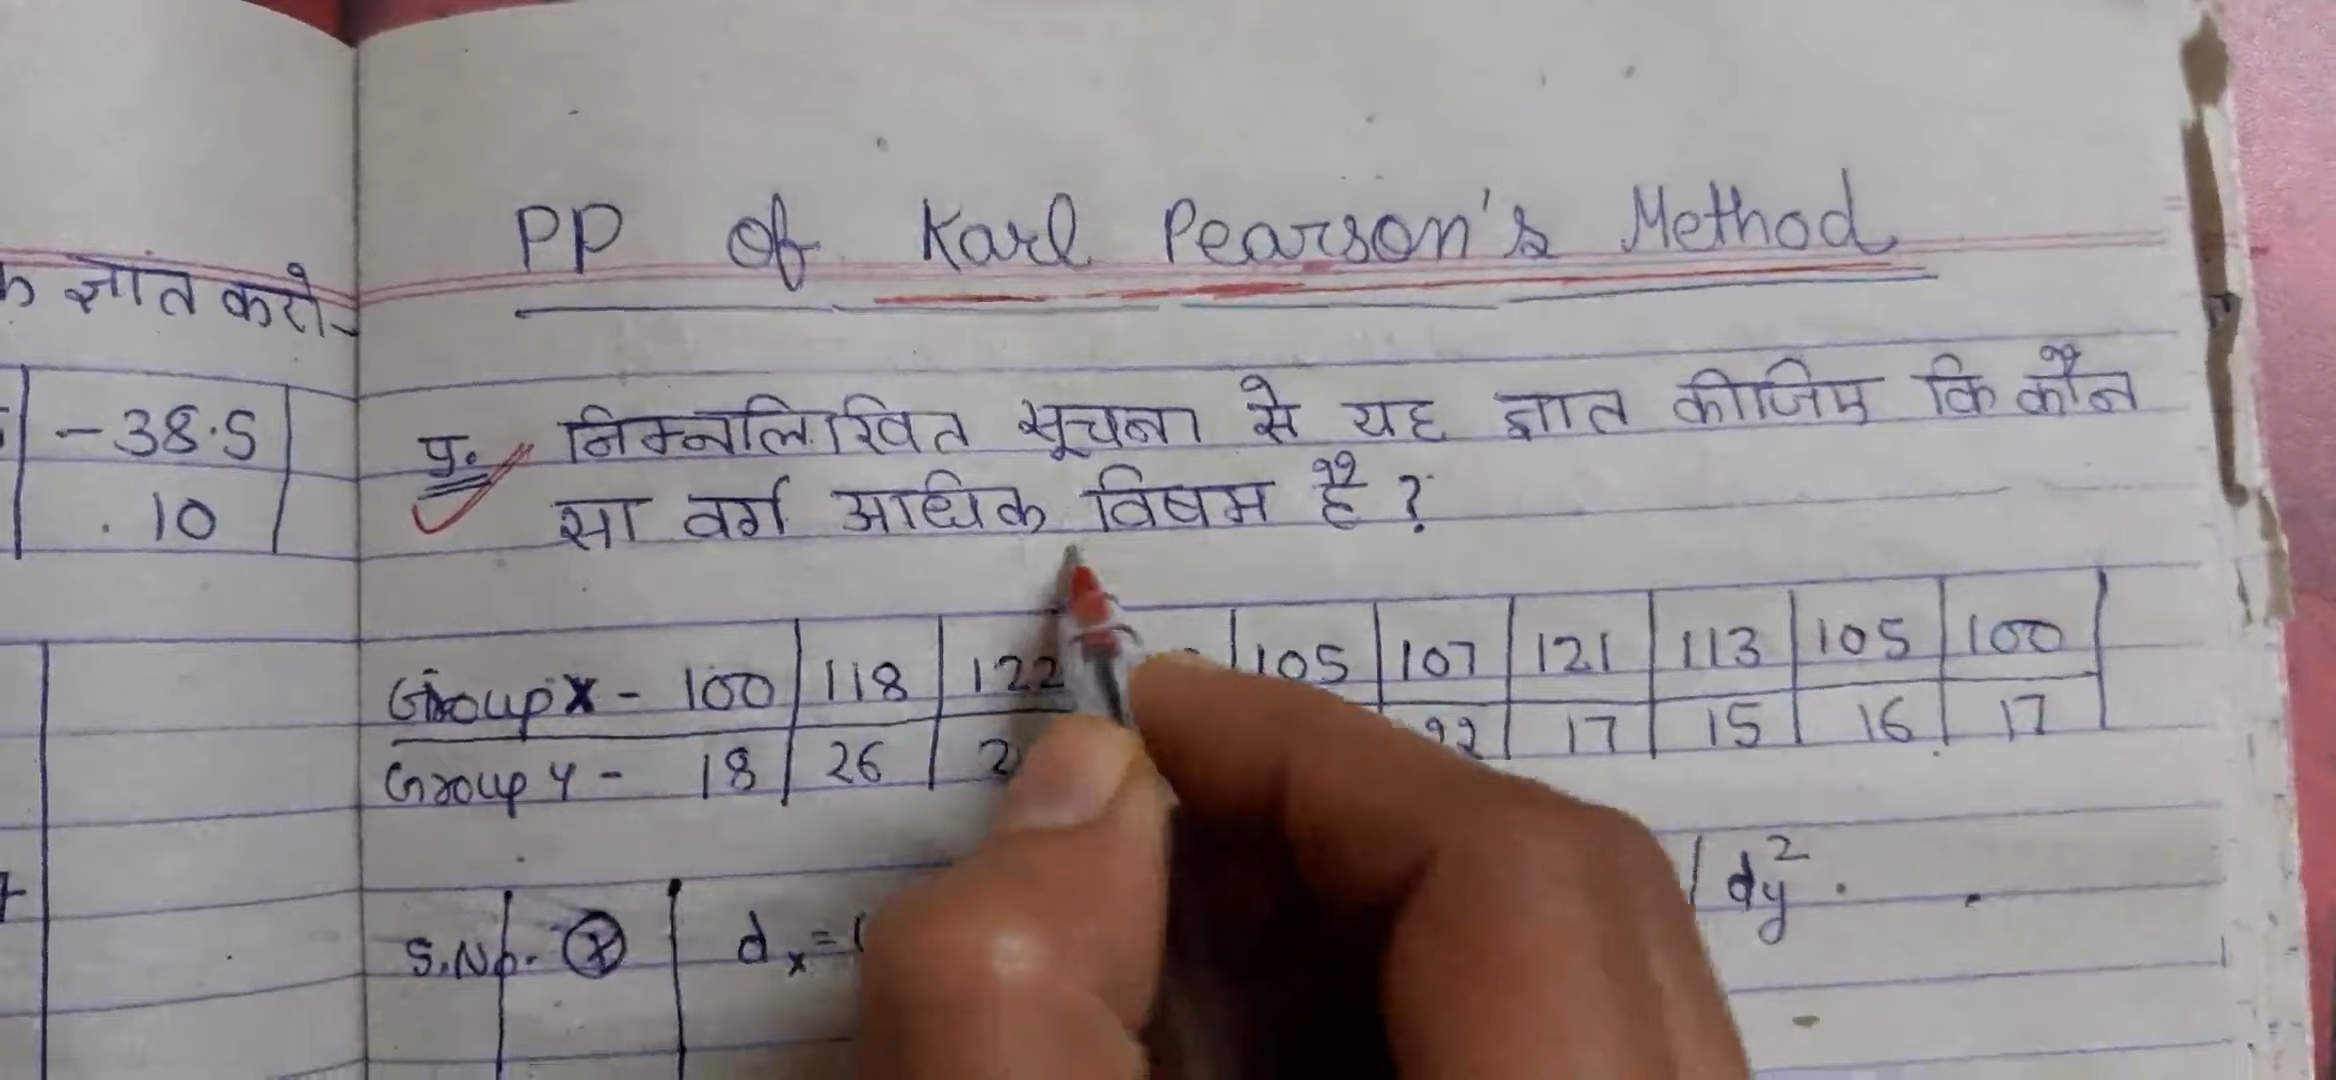 क ज्ञात करो-
-38.5
10
PP of Karl Pearson's Method
प्र. निम्नलिखित सूचना से यह ज्ञात कीजिए कि कौन
सा वर्ग अधिक विषम है ?
Group X - 100 118 122 105 107 121 113 105 100
Group Y - 18 26 22 17 15 16 17
S.No. X dx= dy²